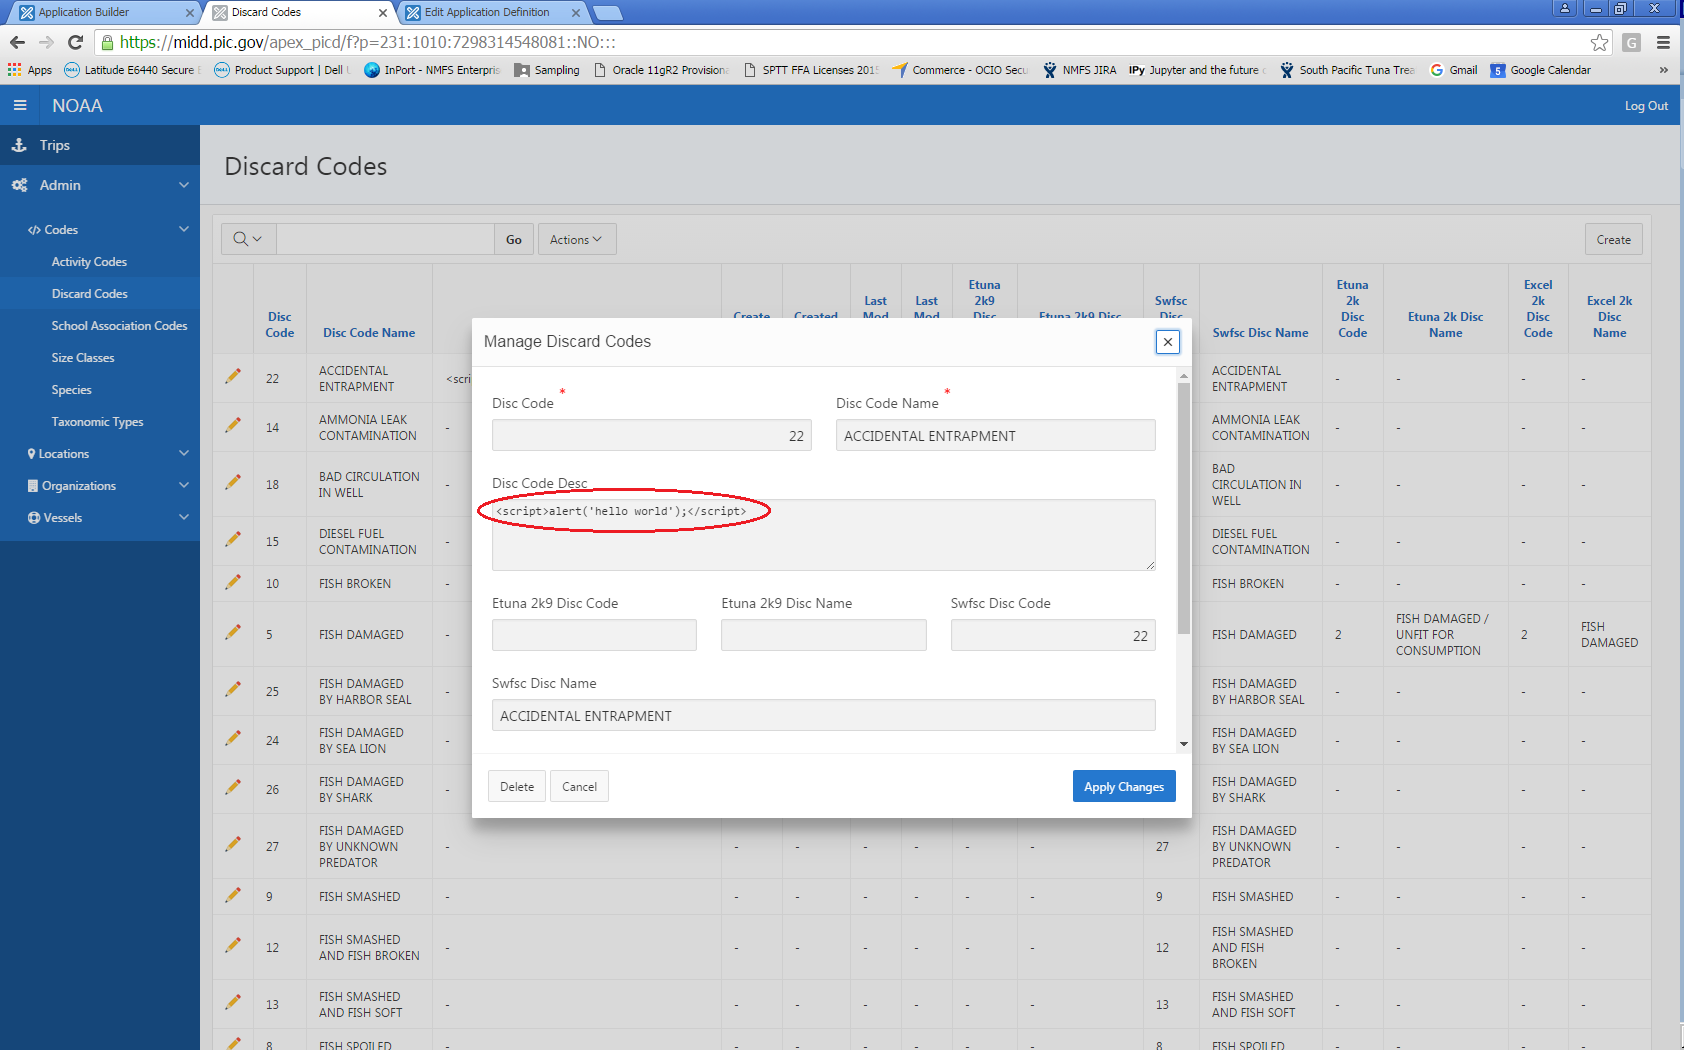 Application Builder
Discard Codes
Edit Application Definition
https://midd.pic.gov/apex_picd/f?p=231:1010:7298314548081::NO:::
Apps
Latitude E6440 Secure
Product Support | Dell
InPort - NMFS Enterpris
Sampling
Oracle 11gR2 Provisiona
SPTT FFA Licenses 2015
Commerce - OCIO Secu
NMFS JIRA
IPy Jupyter and the future
South Pacific Tuna Trea
G Gmail
5 Google Calendar
»
NOAA
Log Out
Trips
Admin
</> Codes
Activity Codes
Discard Codes
School Association Codes
Size Classes
Species
Taxonomic Types
Locations
Organizations
Vessels
Discard Codes
Go
Actions
Create
Disc Code
Disc Code Name
Create
Created
Last Mod
Last Mod
Etuna 2k9 Disc
Etuna 2k9 Disc
Swfsc Disc
Swfsc Disc Name
Etuna 2k Disc Code
Etuna 2k Disc Name
Excel 2k Disc Code
Excel 2k Disc Name
22 ACCIDENTAL ENTRAPMENT <scri ACCIDENTAL ENTRAPMENT - - - -
14 AMMONIA LEAK CONTAMINATION - AMMONIA LEAK CONTAMINATION - - - -
18 BAD CIRCULATION IN WELL - BAD CIRCULATION IN WELL - - - -
15 DIESEL FUEL CONTAMINATION - DIESEL FUEL CONTAMINATION - - - -
10 FISH BROKEN - FISH BROKEN - - - -
5 FISH DAMAGED - FISH DAMAGED 2 FISH DAMAGED / UNFIT FOR CONSUMPTION 2 FISH DAMAGED
25 FISH DAMAGED BY HARBOR SEAL - FISH DAMAGED BY HARBOR SEAL - - - -
24 FISH DAMAGED BY SEA LION - FISH DAMAGED BY SEA LION - - - -
26 FISH DAMAGED BY SHARK - FISH DAMAGED BY SHARK - - - -
27 FISH DAMAGED BY UNKNOWN PREDATOR - - - - - - - 27 FISH DAMAGED BY UNKNOWN PREDATOR - - - -
9 FISH SMASHED - - - - - - - 9 FISH SMASHED - - - -
12 FISH SMASHED AND FISH BROKEN - - - - - - - 12 FISH SMASHED AND FISH BROKEN - - - -
13 FISH SMASHED AND FISH SOFT - - - - - - - 13 FISH SMASHED AND FISH SOFT - - - -
8 FISH SPOILED - - - - - - - 8 FISH SPOILED - - - -
Manage Discard Codes
Disc Code *
22
Disc Code Name *
ACCIDENTAL ENTRAPMENT
Disc Code Desc
<script>alert('hello world');</script>
Etuna 2k9 Disc Code
Etuna 2k9 Disc Name
Swfsc Disc Code
22
Swfsc Disc Name
ACCIDENTAL ENTRAPMENT
Delete
Cancel
Apply Changes